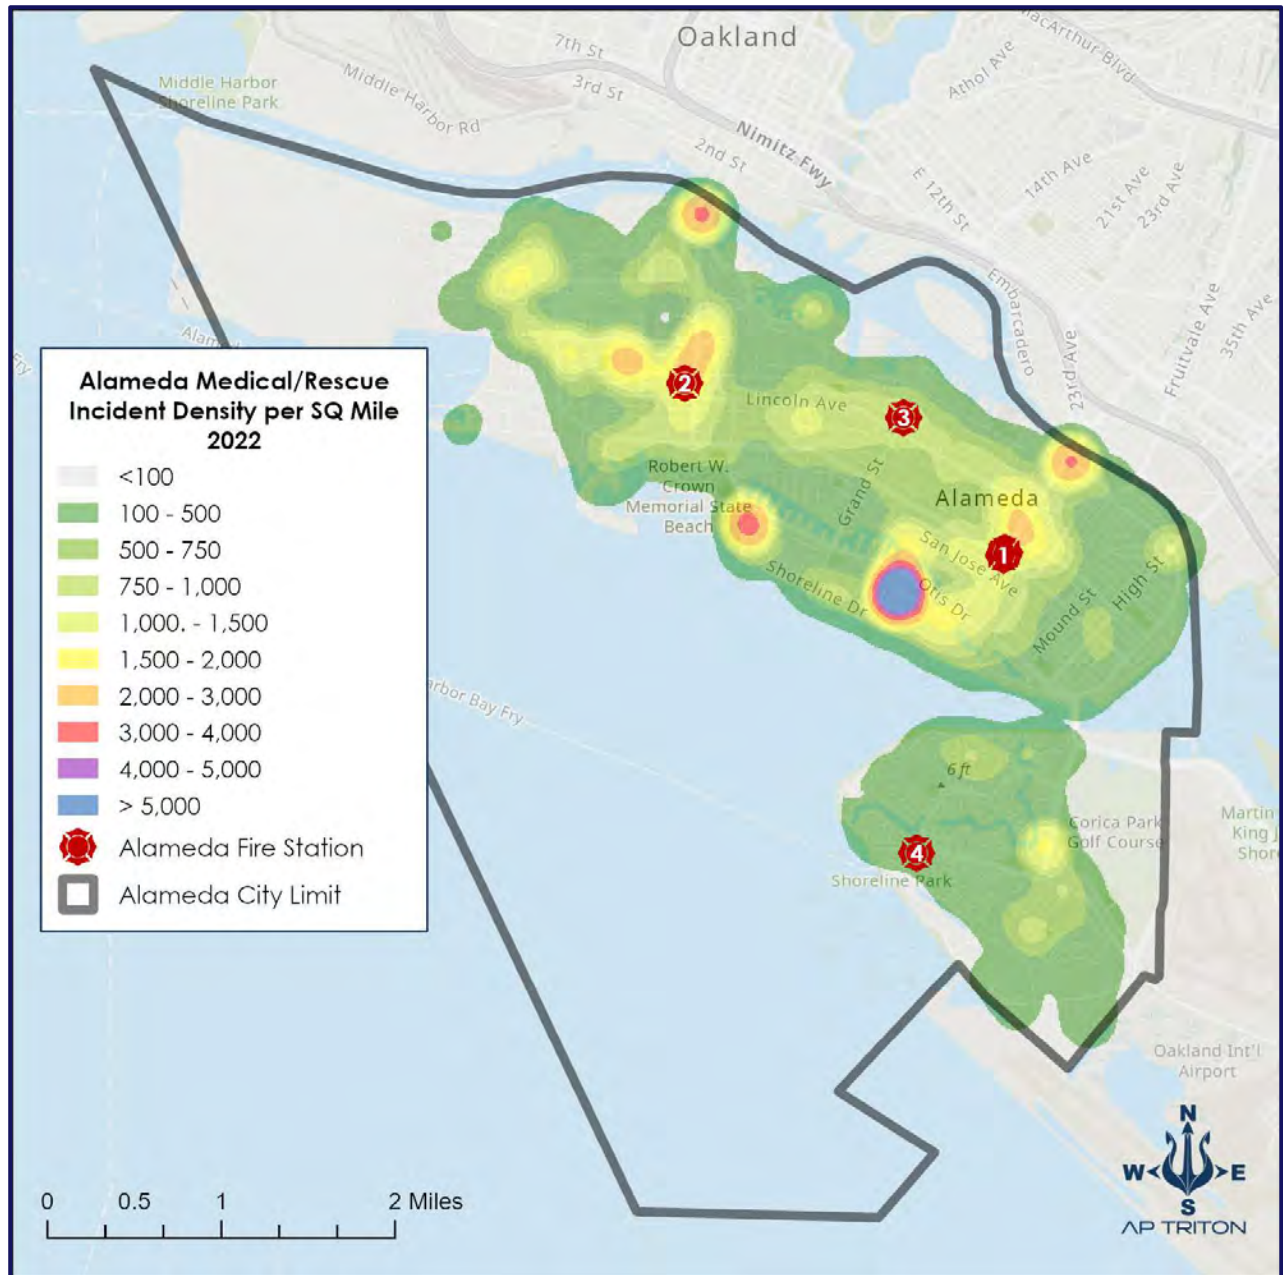 Oakland
MacArthur Blvd
Athol Ave
7th St
3rd St
Middle Harbor
Shoreline Park
Middle Harbor Rd
Nimitz Fwy
2nd St
E 12th St
14th Ave
21st Ave
23rd Ave
Embarcadero
23rd Ave
Fruitvale Ave
35th Ave
Alameda Medical/Rescue
Incident Density per SQ Mile
2022
<100
100 - 500
500 - 750
750 - 1,000
1,000. - 1,500
1,500 - 2,000
2,000 - 3,000
3,000 - 4,000
4,000 - 5,000
> 5,000
Alameda Fire Station
Alameda City Limit
2
Lincoln Ave
3
Robert W.
Crown
Memorial State
Beach
Grand St
Alameda
San Jose Ave
1
Shoreline Dr
Otis Dr
Mound St
High St
arbor Bay Fry
6 ft
Corica Park
Golf Course
Martin
King J
Shore
4
Shoreline Park
Oakland Int'l
Airport
N
W E
S
AP TRITON
0 0.5 1 2 Miles